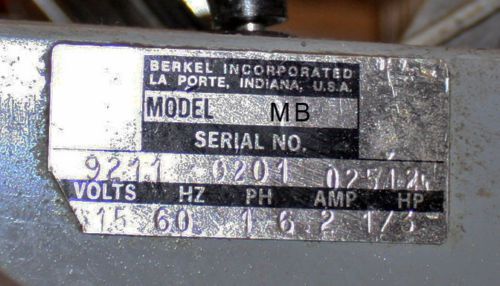 BERKEL INCORPORATED
LA PORTE, INDIANA, U.S.A.
MODEL MB
SERIAL NO.
9211 0201
VOLTS HZ PH AMP HP
115 60 1 6.2 1/3